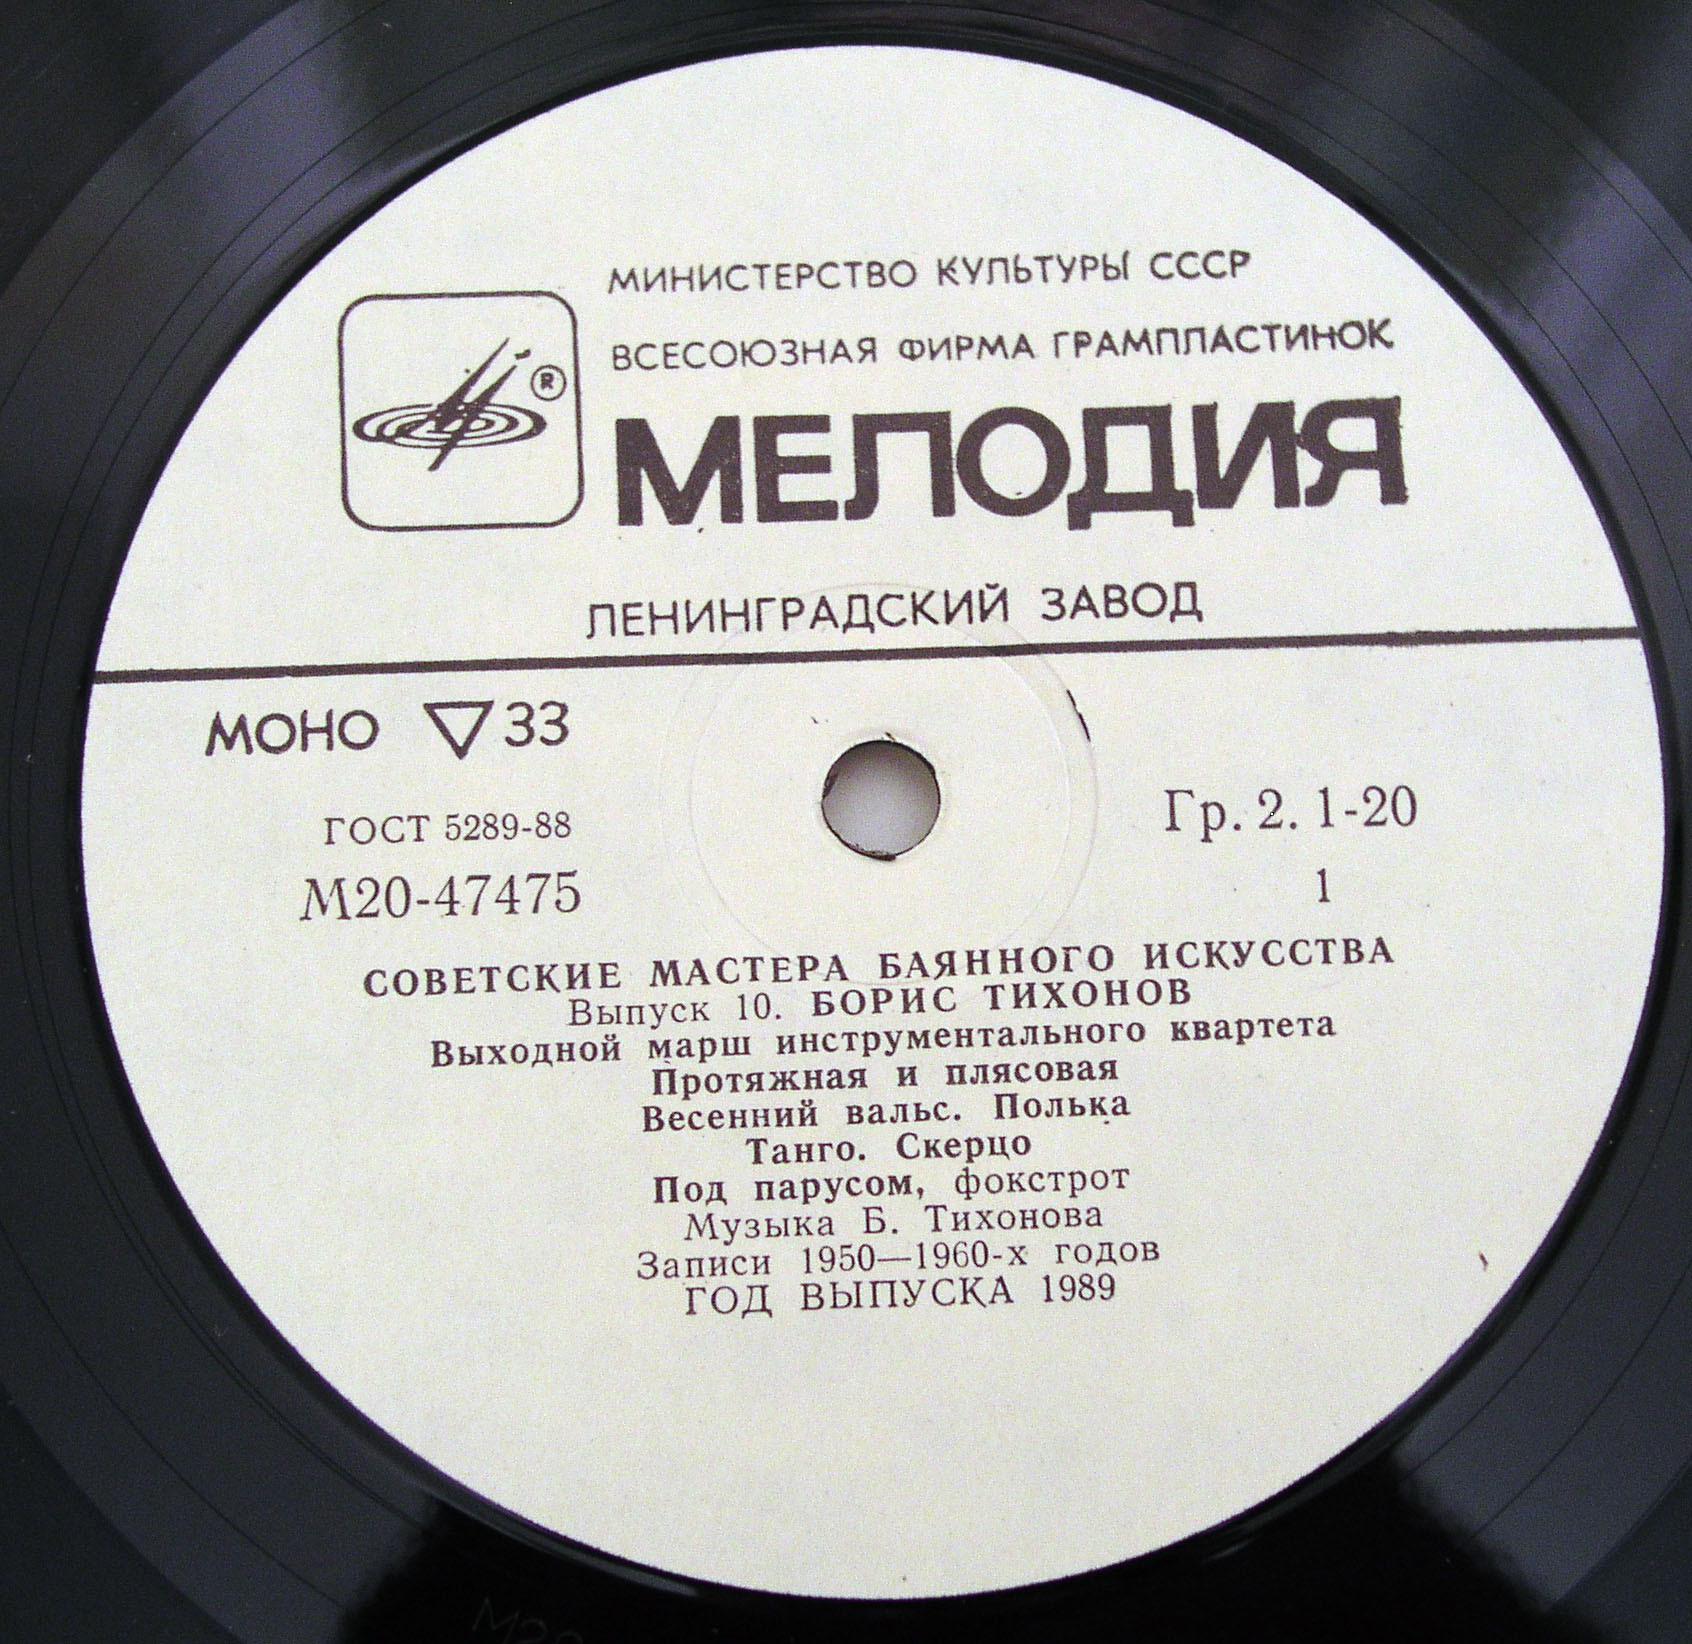 МИНИСТЕРСТВО КУЛЬТУРЫ СССР
ВСЕСОЮЗНАЯ ФИРМА ГРАМПЛАСТИНОК
®
МЕЛОДИЯ
ЛЕНИНГРАДСКИЙ ЗАВОД
МОНО ▽ 33
ГОСТ 5289-88
Гр. 2. 1-20
М20-47475
1
СОВЕТСКИЕ МАСТЕРА БАЯННОГО ИСКУССТВА
Выпуск 10. БОРИС ТИХОНОВ
Выходной марш инструментального квартета
Протяжная и плясовая
Весенний вальс. Полька
Танго. Скерцо
Под парусом, фокстрот
Музыка Б. Тихонова
Записи 1950—1960-х годов
ГОД ВЫПУСКА 1989